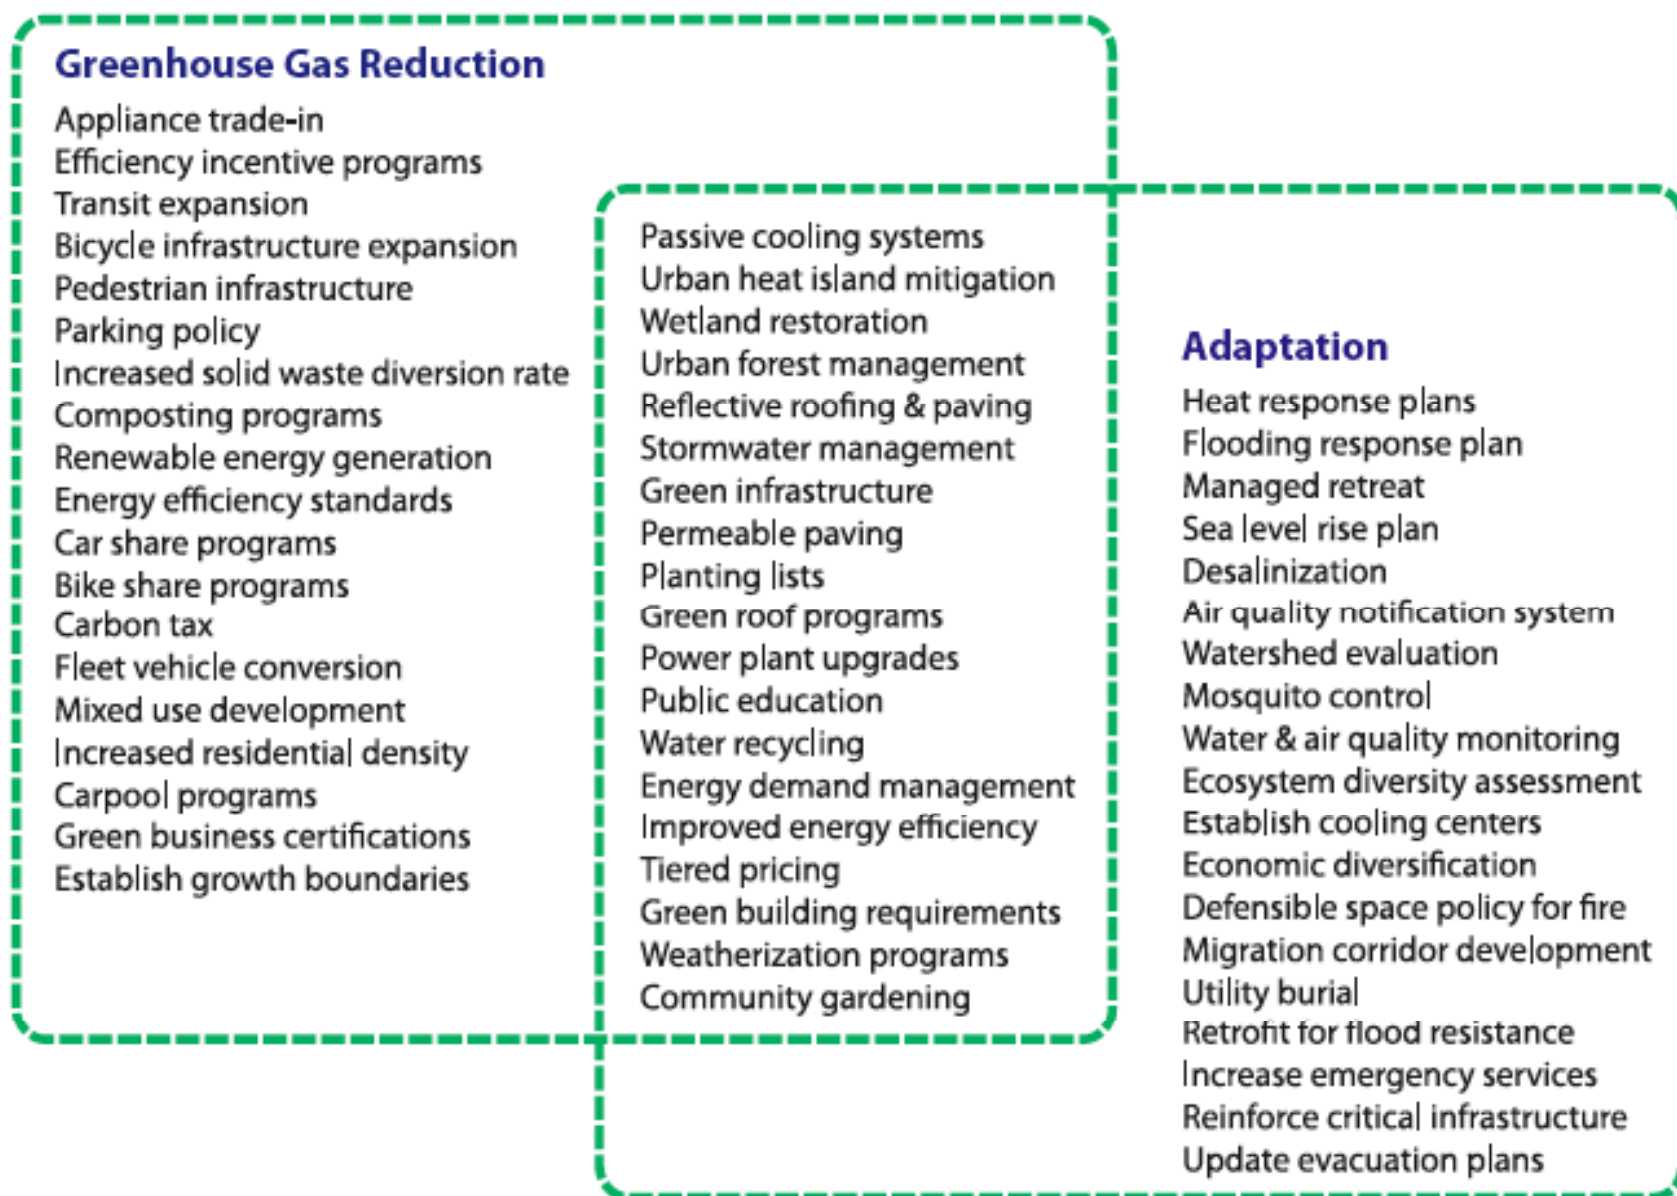 Greenhouse Gas Reduction
Appliance trade-in
Efficiency incentive programs
Transit expansion
Bicycle infrastructure expansion
Pedestrian infrastructure
Parking policy
Increased solid waste diversion rate
Composting programs
Renewable energy generation
Energy efficiency standards
Car share programs
Bike share programs
Carbon tax
Fleet vehicle conversion
Mixed use development
Increased residential density
Carpool programs
Green business certifications
Establish growth boundaries
Passive cooling systems
Urban heat island mitigation
Wetland restoration
Urban forest management
Reflective roofing & paving
Stormwater management
Green infrastructure
Permeable paving
Planting lists
Green roof programs
Power plant upgrades
Public education
Water recycling
Energy demand management
Improved energy efficiency
Tiered pricing
Green building requirements
Weatherization programs
Community gardening
Adaptation
Heat response plans
Flooding response plan
Managed retreat
Sea level rise plan
Desalinization
Air quality notification system
Watershed evaluation
Mosquito control
Water & air quality monitoring
Ecosystem diversity assessment
Establish cooling centers
Economic diversification
Defensible space policy for fire
Migration corridor development
Utility burial
Retrofit for flood resistance
Increase emergency services
Reinforce critical infrastructure
Update evacuation plans